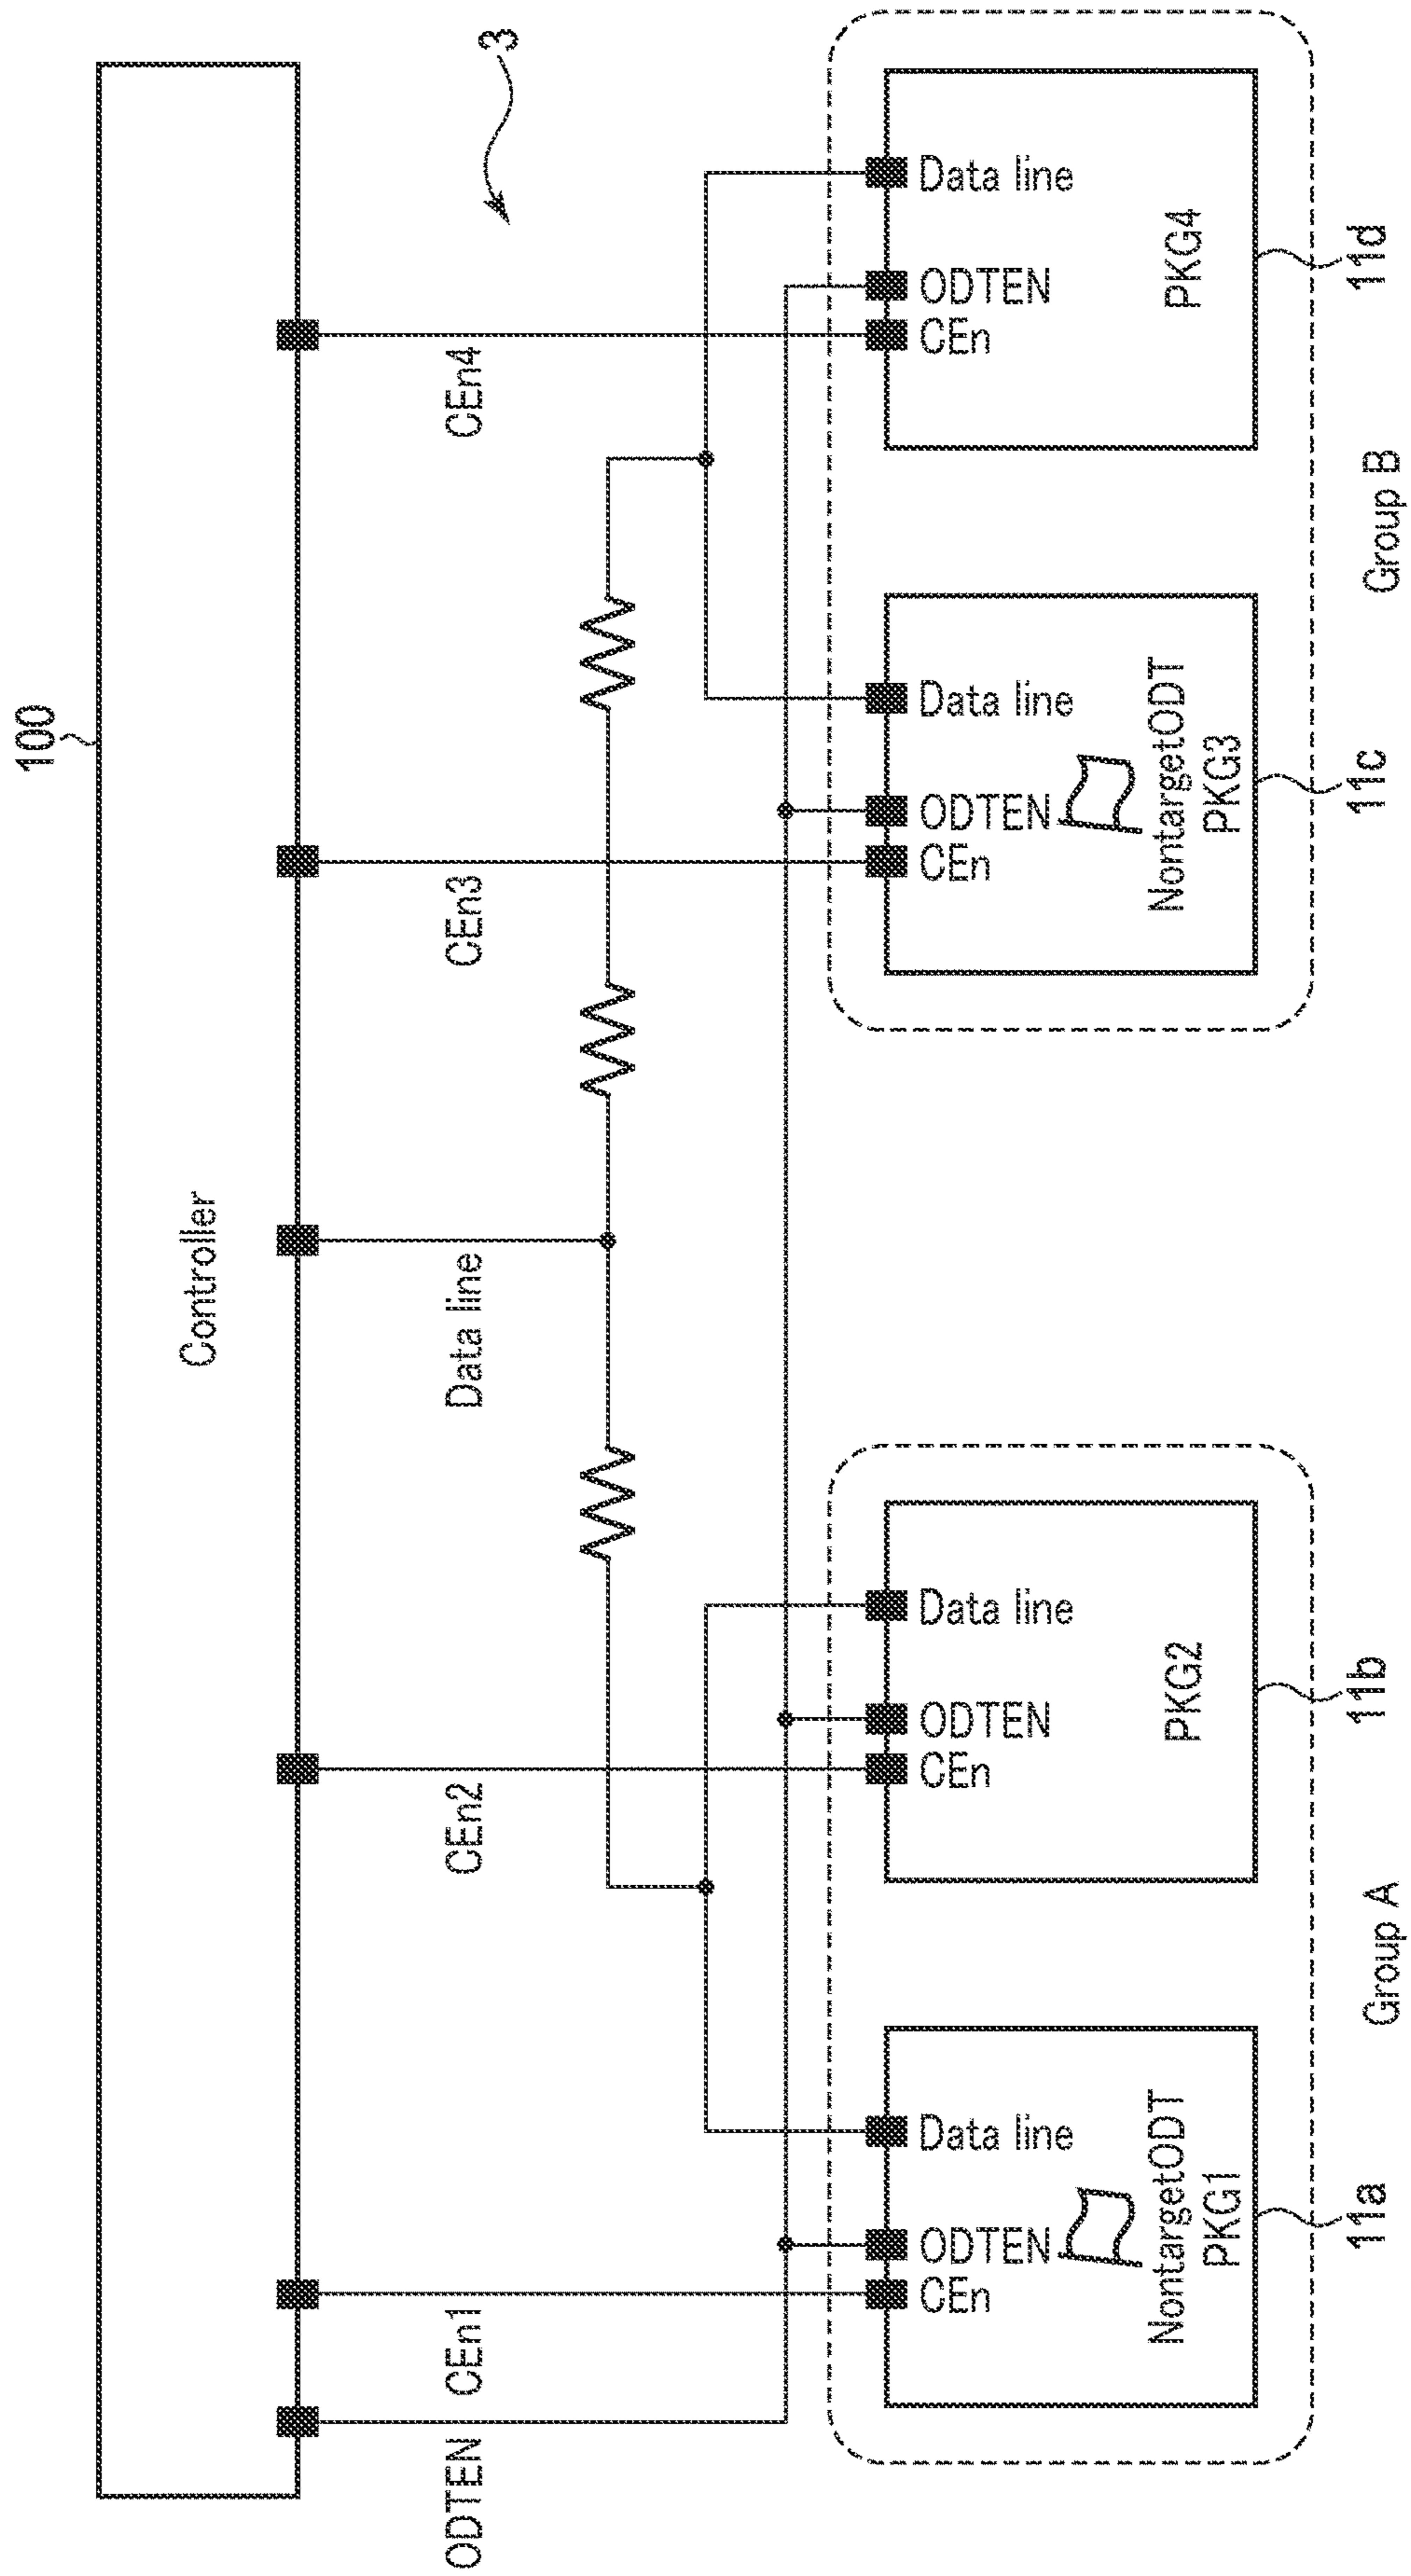 100
Controller
3
ODTEN
CEn1
CEn2
Data line
CEn3
CEn4
CEn
ODTEN
Data line
NontargetODT
PKG1
11a
CEn
ODTEN
Data line
PKG2
11b
Group A
CEn
ODTEN
Data line
NontargetODT
PKG3
11c
CEn
ODTEN
Data line
PKG4
11d
Group B